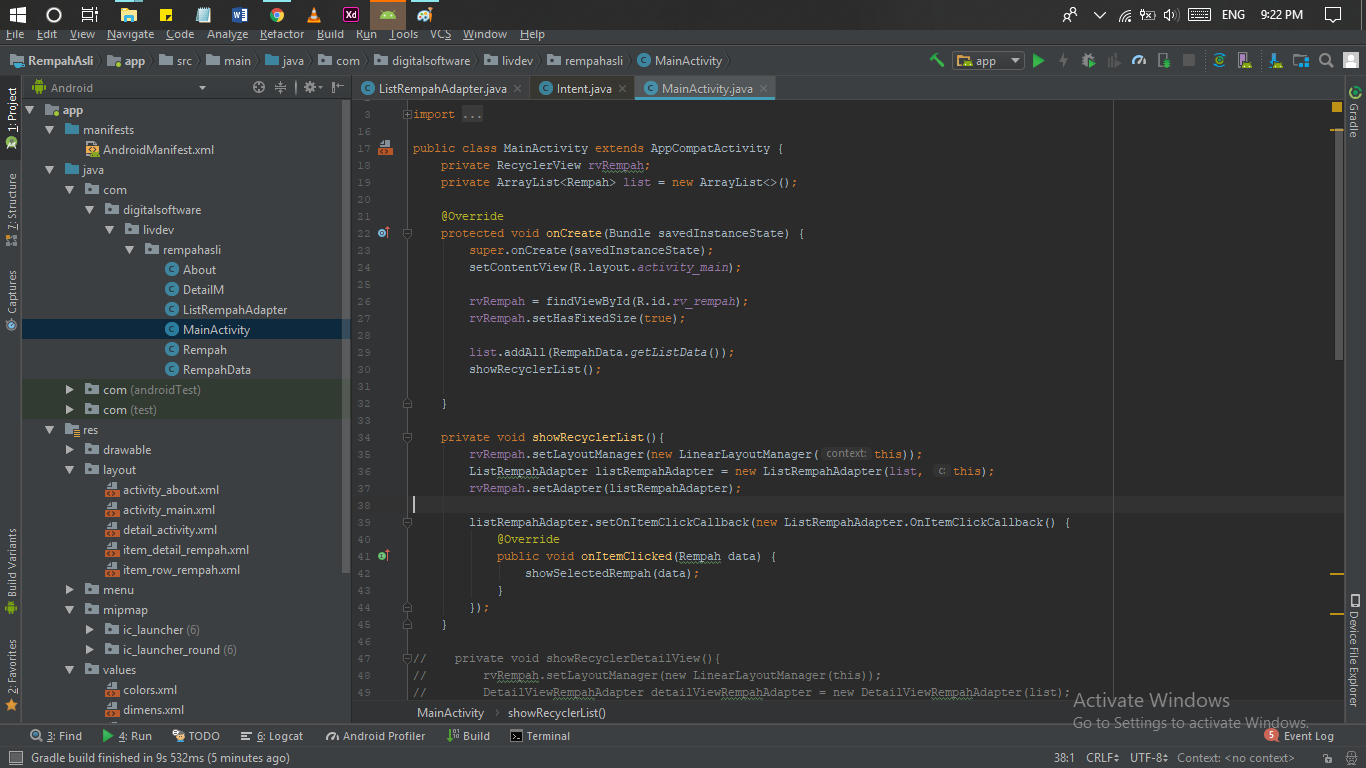 Xd ENG 9:22 PM
File Edit View Navigate Code Analyze Refactor Build Run Tools VCS Window Help
RempahAsli app src main java com digitalsoftware livdev rempahasli MainActivity app
Android ListRempahAdapter.java Intent.java MainActivity.java
1: Project
7: Structure
Captures
Build Variants
2: Favorites
app
manifests
AndroidManifest.xml
java
com
digitalsoftware
livdev
rempahasli
About
DetailM
ListRempahAdapter
MainActivity
Rempah
RempahData
com (androidTest)
com (test)
res
drawable
layout
activity_about.xml
activity_main.xml
detail_activity.xml
item_detail_rempah.xml
item_row_rempah.xml
menu
mipmap
ic_launcher (6)
ic_launcher_round (6)
values
colors.xml
dimens.xml
3 import ...
16
17 public class MainActivity extends AppCompatActivity {
18 private RecyclerView rvRempah;
19 private ArrayList<Rempah> list = new ArrayList<>();
20
21 @Override
22 protected void onCreate(Bundle savedInstanceState) {
23 super.onCreate(savedInstanceState);
24 setContentView(R.layout.activity_main);
25
26 rvRempah = findViewById(R.id.rv_rempah);
27 rvRempah.setHasFixedSize(true);
28
29 list.addAll(RempahData.getListData());
30 showRecyclerList();
31
32 }
33
34 private void showRecyclerList(){
35 rvRempah.setLayoutManager(new LinearLayoutManager( context: this));
36 ListRempahAdapter listRempahAdapter = new ListRempahAdapter(list, c: this);
37 rvRempah.setAdapter(listRempahAdapter);
38
39 listRempahAdapter.setOnItemClickCallback(new ListRempahAdapter.OnItemClickCallback() {
40 @Override
41 public void onItemClicked(Rempah data) {
42 showSelectedRempah(data);
43 }
44 });
45 }
46
47 // private void showRecyclerDetailView(){
48 // rvRempah.setLayoutManager(new LinearLayoutManager(this));
49 // DetailViewRempahAdapter detailViewRempahAdapter = new DetailViewRempahAdapter(list);
Gradle
Device File Explorer
Activate Windows
Go to Settings to activate Windows.
MainActivity showRecyclerList()
3: Find 4: Run TODO 6: Logcat Android Profiler Build Terminal 5 Event Log
Gradle build finished in 9s 532ms (5 minutes ago) 38:1 CRLF UTF-8 Context: <no context>